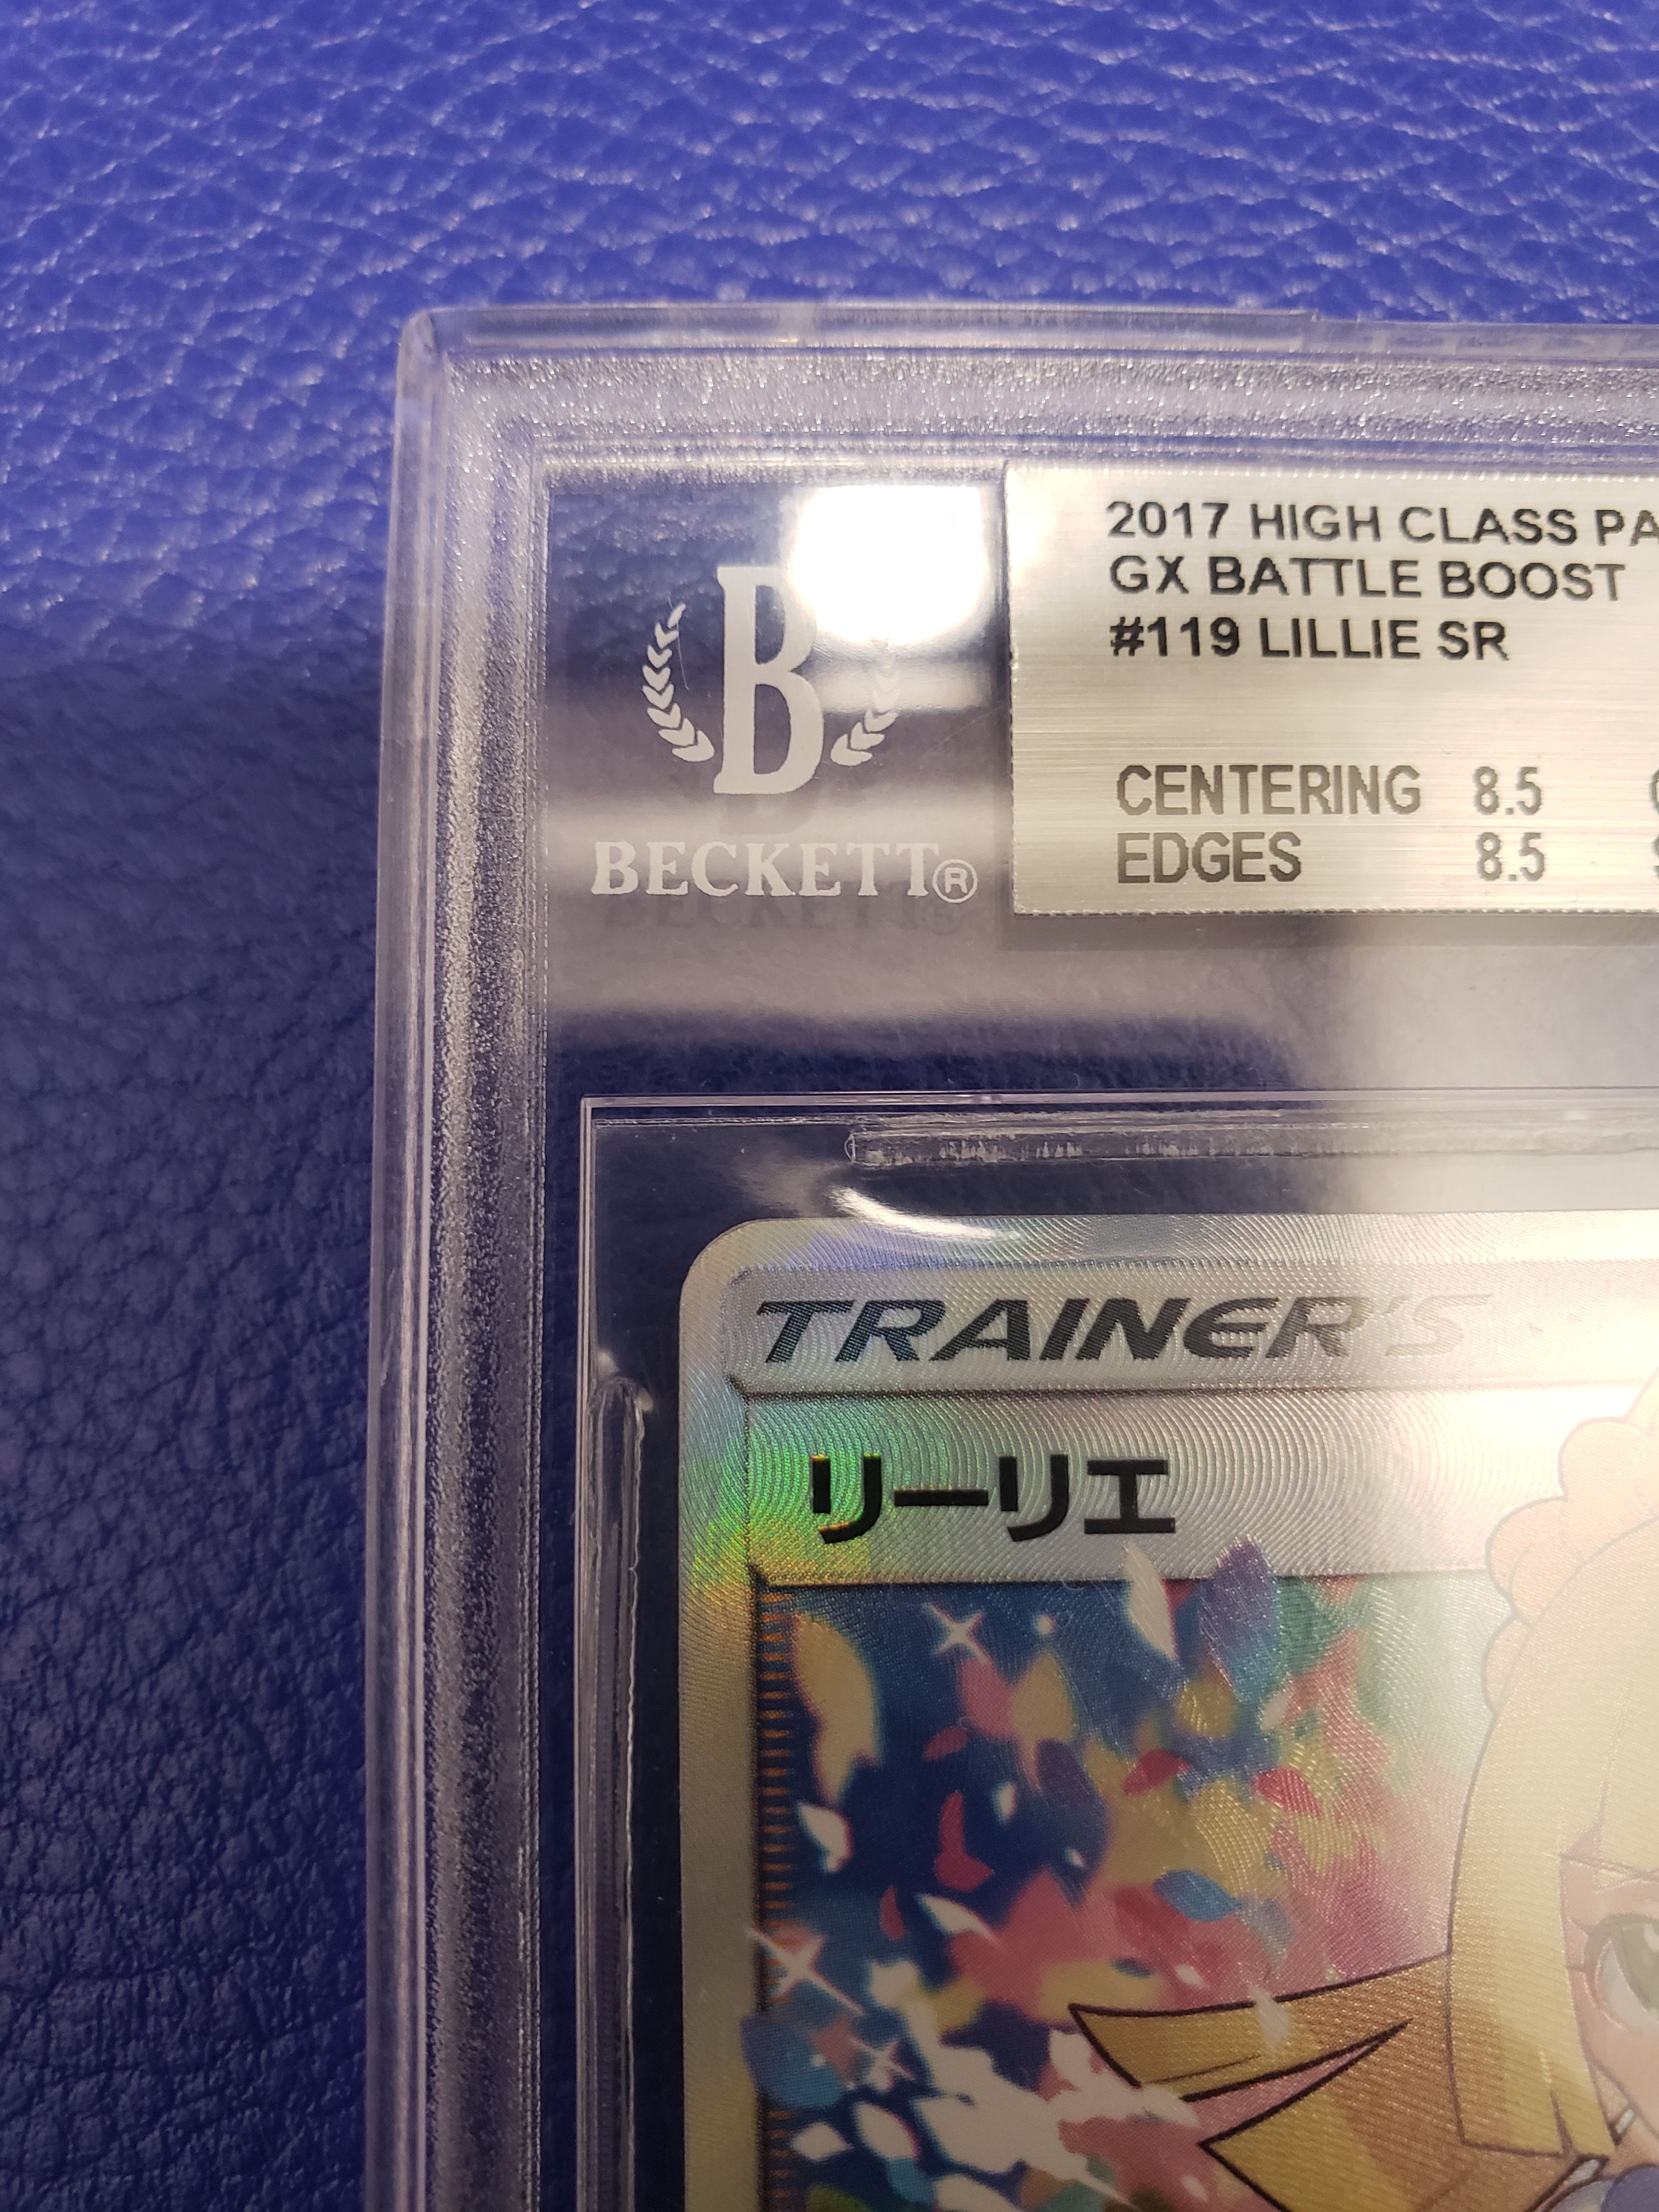 B
BECKETT®
2017 HIGH CLASS
GX BATTLE BOOST
#119 LILLIE SR
CENTERING 8.5
EDGES 8.5
TRAINER'S
リーリエ